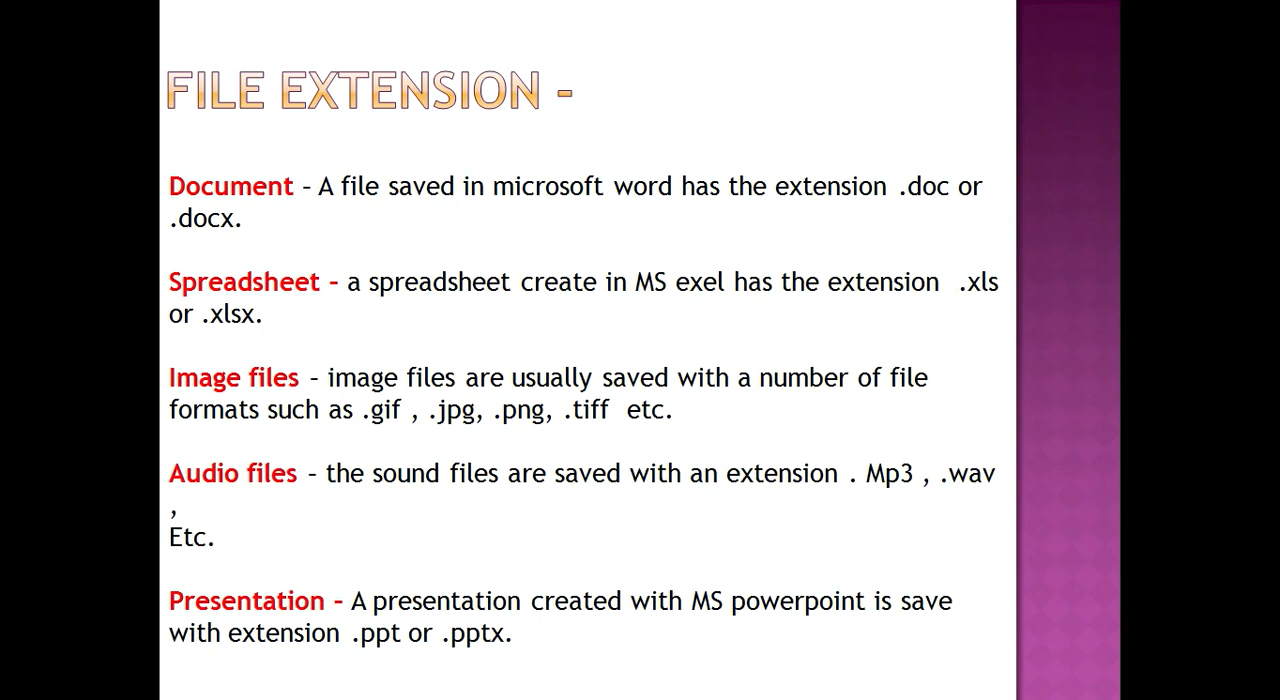 FILE EXTENSION -
Document – A file saved in microsoft word has the extension .doc or
.docx.
Spreadsheet – a spreadsheet create in MS exel has the extension .xls
or .xlsx.
Image files – image files are usually saved with a number of file
formats such as .gif , .jpg, .png, .tiff etc.
Audio files – the sound files are saved with an extension . Mp3 , .wav
,
Etc.
Presentation – A presentation created with MS powerpoint is save
with extension .ppt or .pptx.